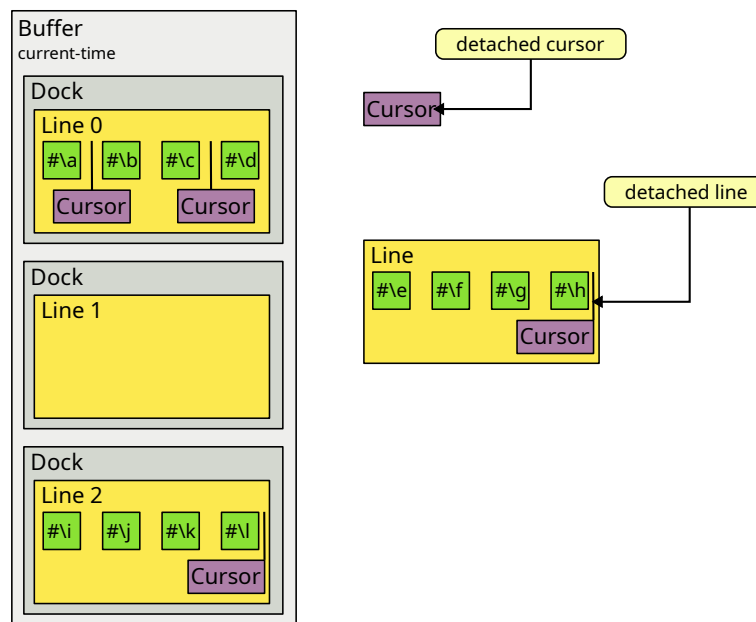 Buffer
current-time
Dock
Line 0
#\a #\b #\c #\d
Cursor Cursor
Dock
Line 1
Dock
Line 2
#\i #\j #\k #\l
Cursor
detached cursor
Cursor
detached line
Line
#\e #\f #\g #\h
Cursor